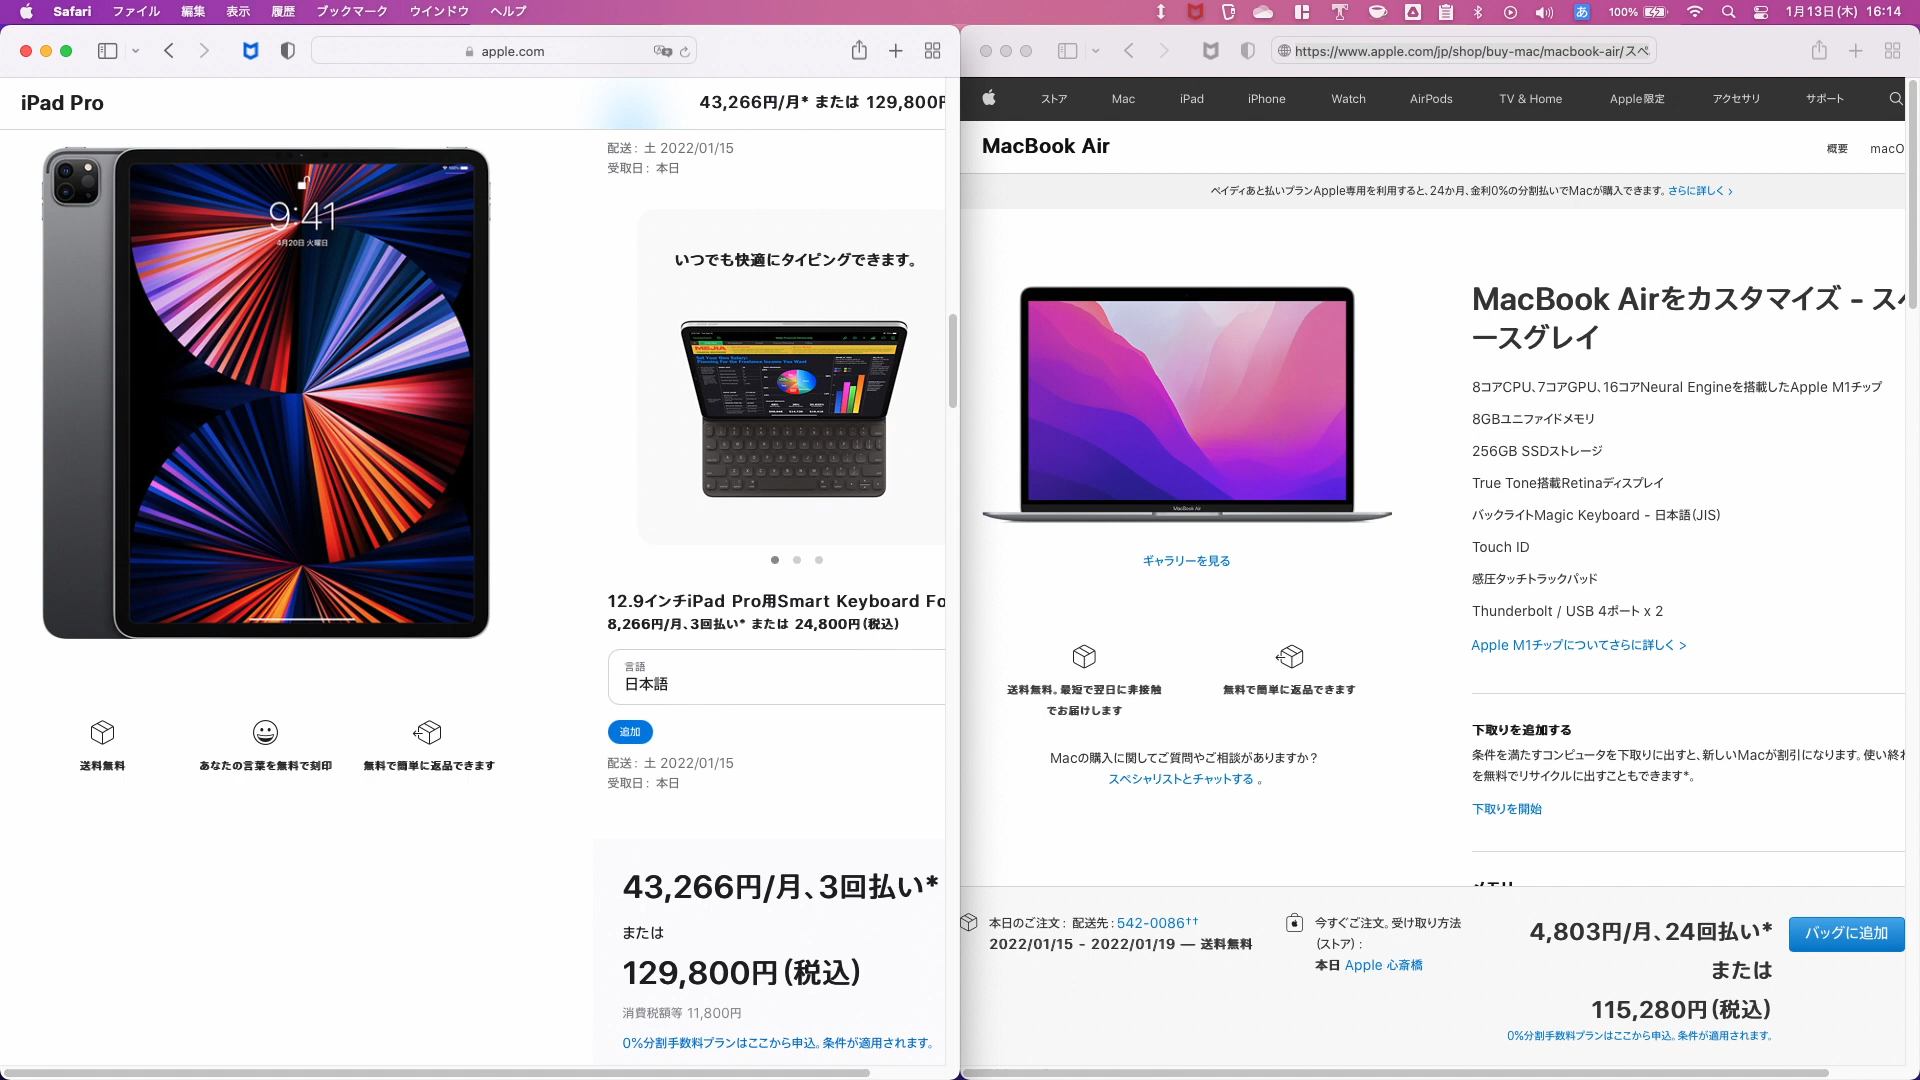 Safari ファイル 編集 表示 履歴 ブックマーク ウインドウ ヘルプ
あ 100% 1月13日(木) 16:14
apple.com
iPad Pro
43,266円/月* または 129,800
配送: 土 2022/01/15
受取日: 本日
9:41
4月20日 火曜日
いつでも快適にタイピングできます。
12.9インチiPad Pro用Smart Keyboard Fo
8,266円/月、3回払い* または 24,800円(税込)
言語
日本語
追加
配送: 土 2022/01/15
受取日: 本日
送料無料
あなたの言葉を無料で刻印
無料で簡単に返品できます
43,266円/月、3回払い*
または
129,800円(税込)
消費税額等 11,800円
0%分割手数料プランはここから申込。条件が適用されます。
https://www.apple.com/jp/shop/buy-mac/macbook-air/スペ
ストア Mac iPad iPhone Watch AirPods TV & Home Apple限定 アクセサリ サポート
MacBook Air
概要 macO
ペイディあと払いプランApple専用を利用すると、24か月、金利0%の分割払いでMacが購入できます。さらに詳しく >
MacBook Air
ギャラリーを見る
送料無料。最短で翌日に非接触
でお届けします
無料で簡単に返品できます
Macの購入に関してご質問やご相談がありますか?
スペシャリストとチャットする 。
MacBook Airをカスタマイズ - スペ
ースグレイ
8コアCPU、7コアGPU、16コアNeural Engineを搭載したApple M1チップ
8GBユニファイドメモリ
256GB SSDストレージ
True Tone搭載Retinaディスプレイ
バックライトMagic Keyboard - 日本語(JIS)
Touch ID
感圧タッチトラックパッド
Thunderbolt / USB 4ポート x 2
Apple M1チップについてさらに詳しく >
下取りを追加する
条件を満たすコンピュータを下取りに出すと、新しいMacが割引になります。使い終わ
を無料でリサイクルに出すこともできます*。
下取りを開始
メモリ
本日のご注文: 配送先:542-0086††
2022/01/15 - 2022/01/19 — 送料無料
今すぐご注文。受け取り方法
(ストア):
本日 Apple 心斎橋
4,803円/月、24回払い*
または
115,280円(税込)
0%分割手数料プランはここから申込。条件が適用されます。
バッグに追加